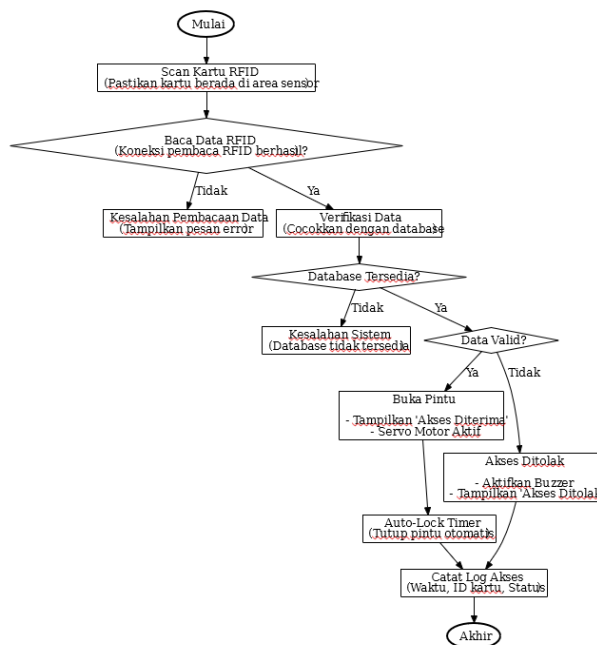 Mulai
Scan Kartu RFID
(Pastikan kartu berada di area sensor)
Baca Data RFID
(Koneksi pembaca RFID berhasil)?
Tidak
Ya
Kesalahan Pembacaan Data
(Tampilkan pesan error)
Verifikasi Data
(Cocokkan dengan database)
Database Tersedia?
Tidak
Ya
Kesalahan Sistem
(Database tidak tersedia)
Data Valid?
Ya
Tidak
Buka Pintu
- Tampilkan 'Akses Diterima'
- Servo Motor Aktif
Akses Ditolak
- Aktifkan Buzzer
- Tampilkan 'Akses Ditolak
Auto-Lock Timer
(Tutup pintu otomatis)
Catat Log Akses
(Waktu, ID kartu, Status)
Akhir